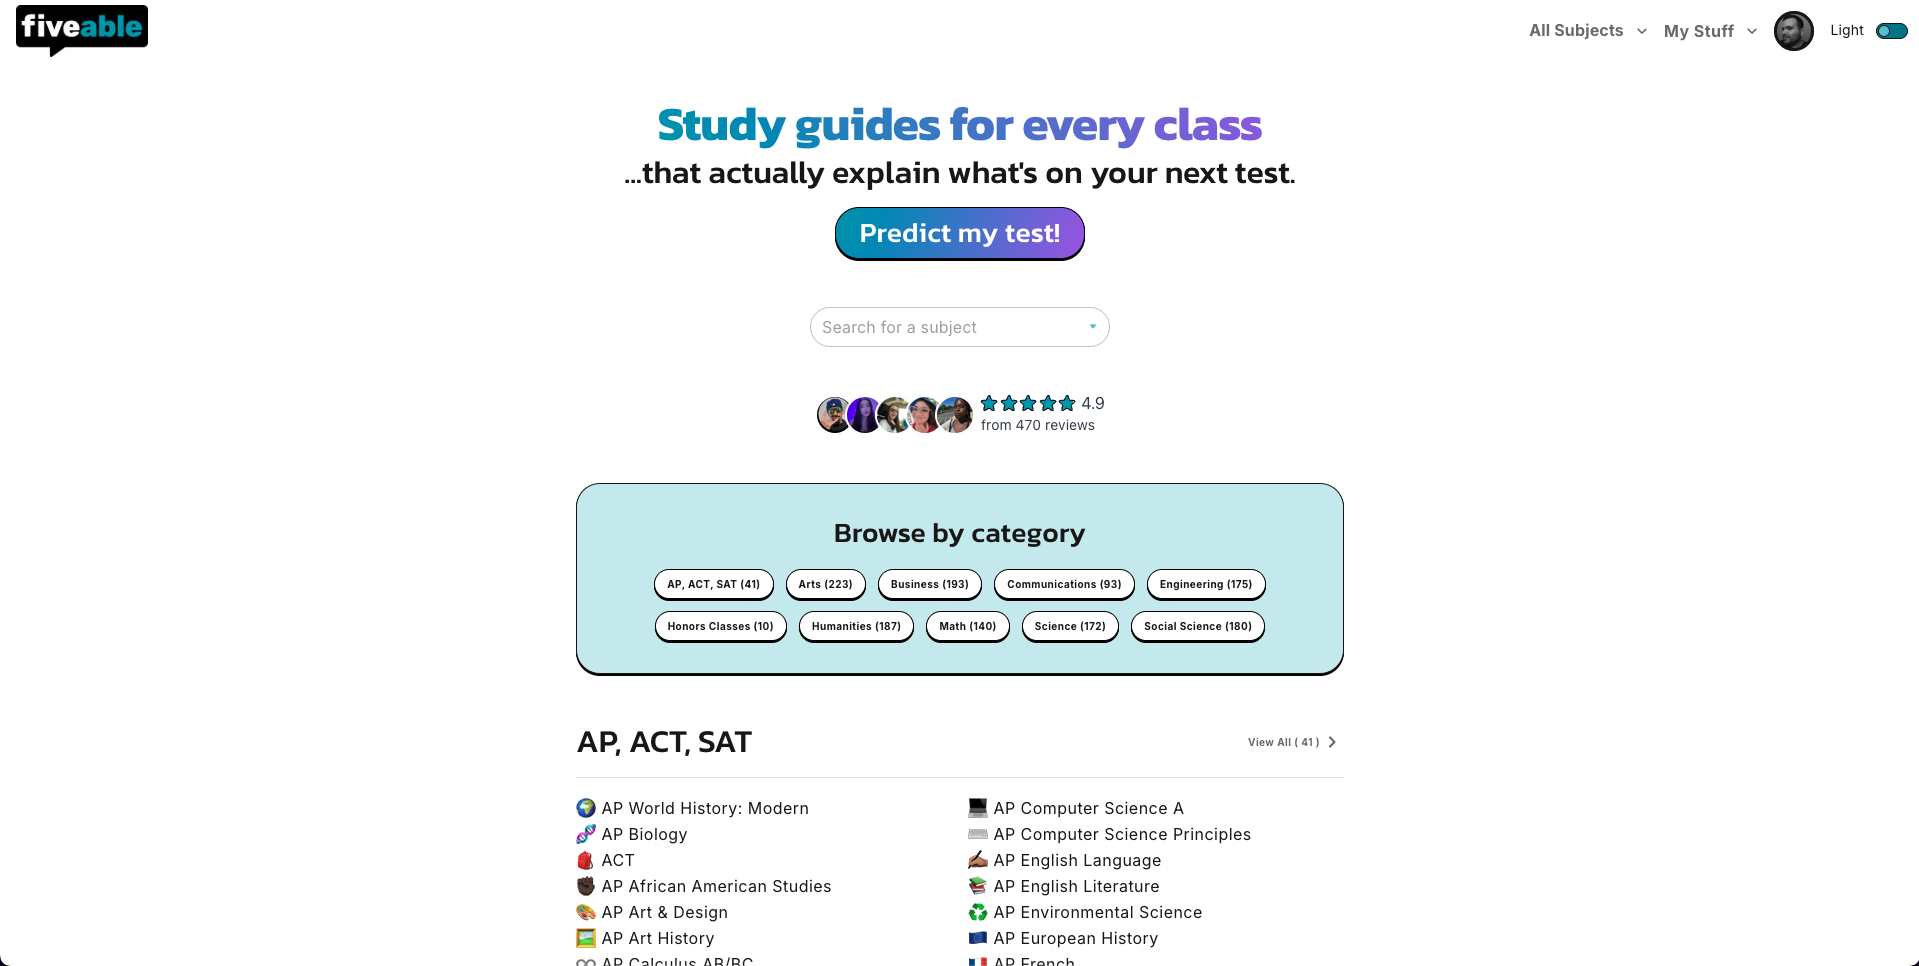 fiveable
All Subjects
My Stuff
Light
Study guides for every class
...that actually explain what's on your next test.
Predict my test!
Search for a subject
4.9
from 470 reviews
Browse by category
AP, ACT, SAT (41)
Arts (223)
Business (193)
Communications (93)
Engineering (175)
Honors Classes (10)
Humanities (187)
Math (140)
Science (172)
Social Science (180)
AP, ACT, SAT
View All ( 41 )
AP World History: Modern
AP Biology
ACT
AP African American Studies
AP Art & Design
AP Art History
AP Calculus AB/BC
AP Computer Science A
AP Computer Science Principles
AP English Language
AP English Literature
AP Environmental Science
AP European History
AP French